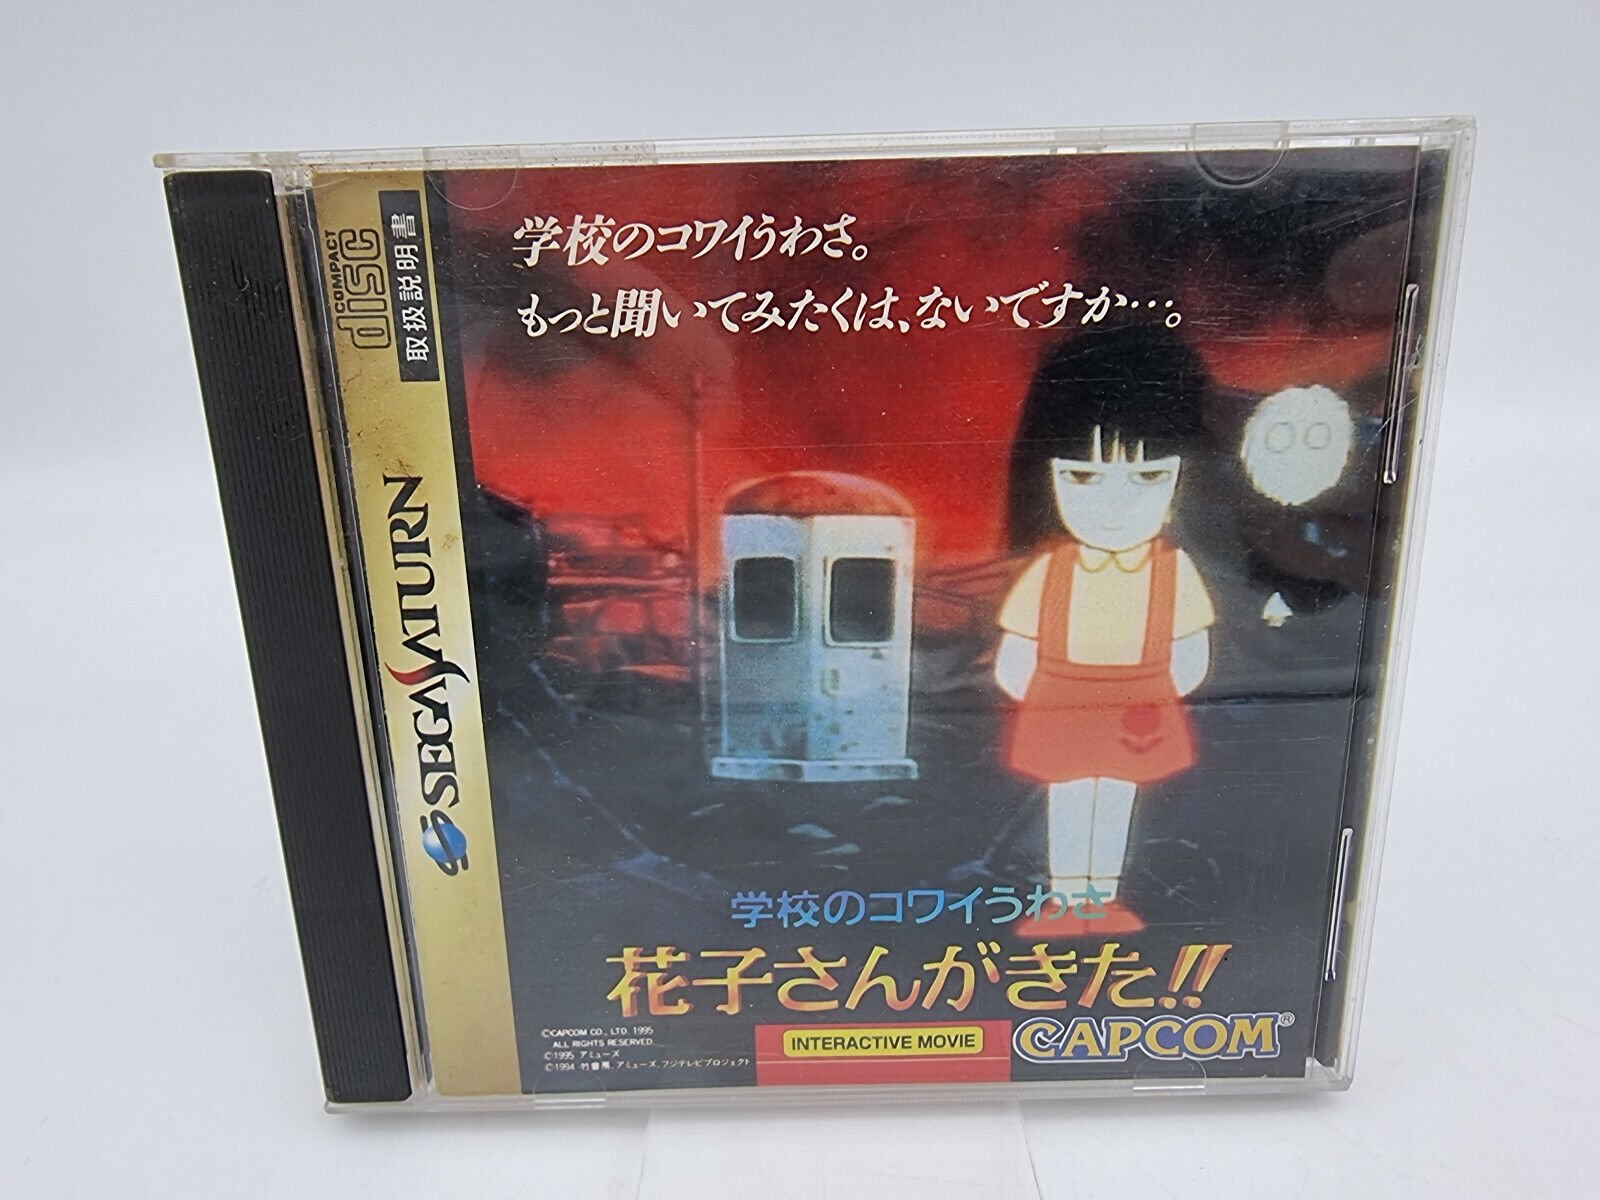 COMPACT
disc
取扱説明書
SEGA SATURN
学校のコワイうわさ。
もっと聞いてみたくは、ないですか…。
学校のコワイうわさ
花子さんがきた!!
©CAPCOM CO., LTD. 1995
ALL RIGHTS RESERVED.
©1995 アミューズ
©1994 竹書房、アミューズ、フジテレビプロジェクト
INTERACTIVE MOVIE
CAPCOM®